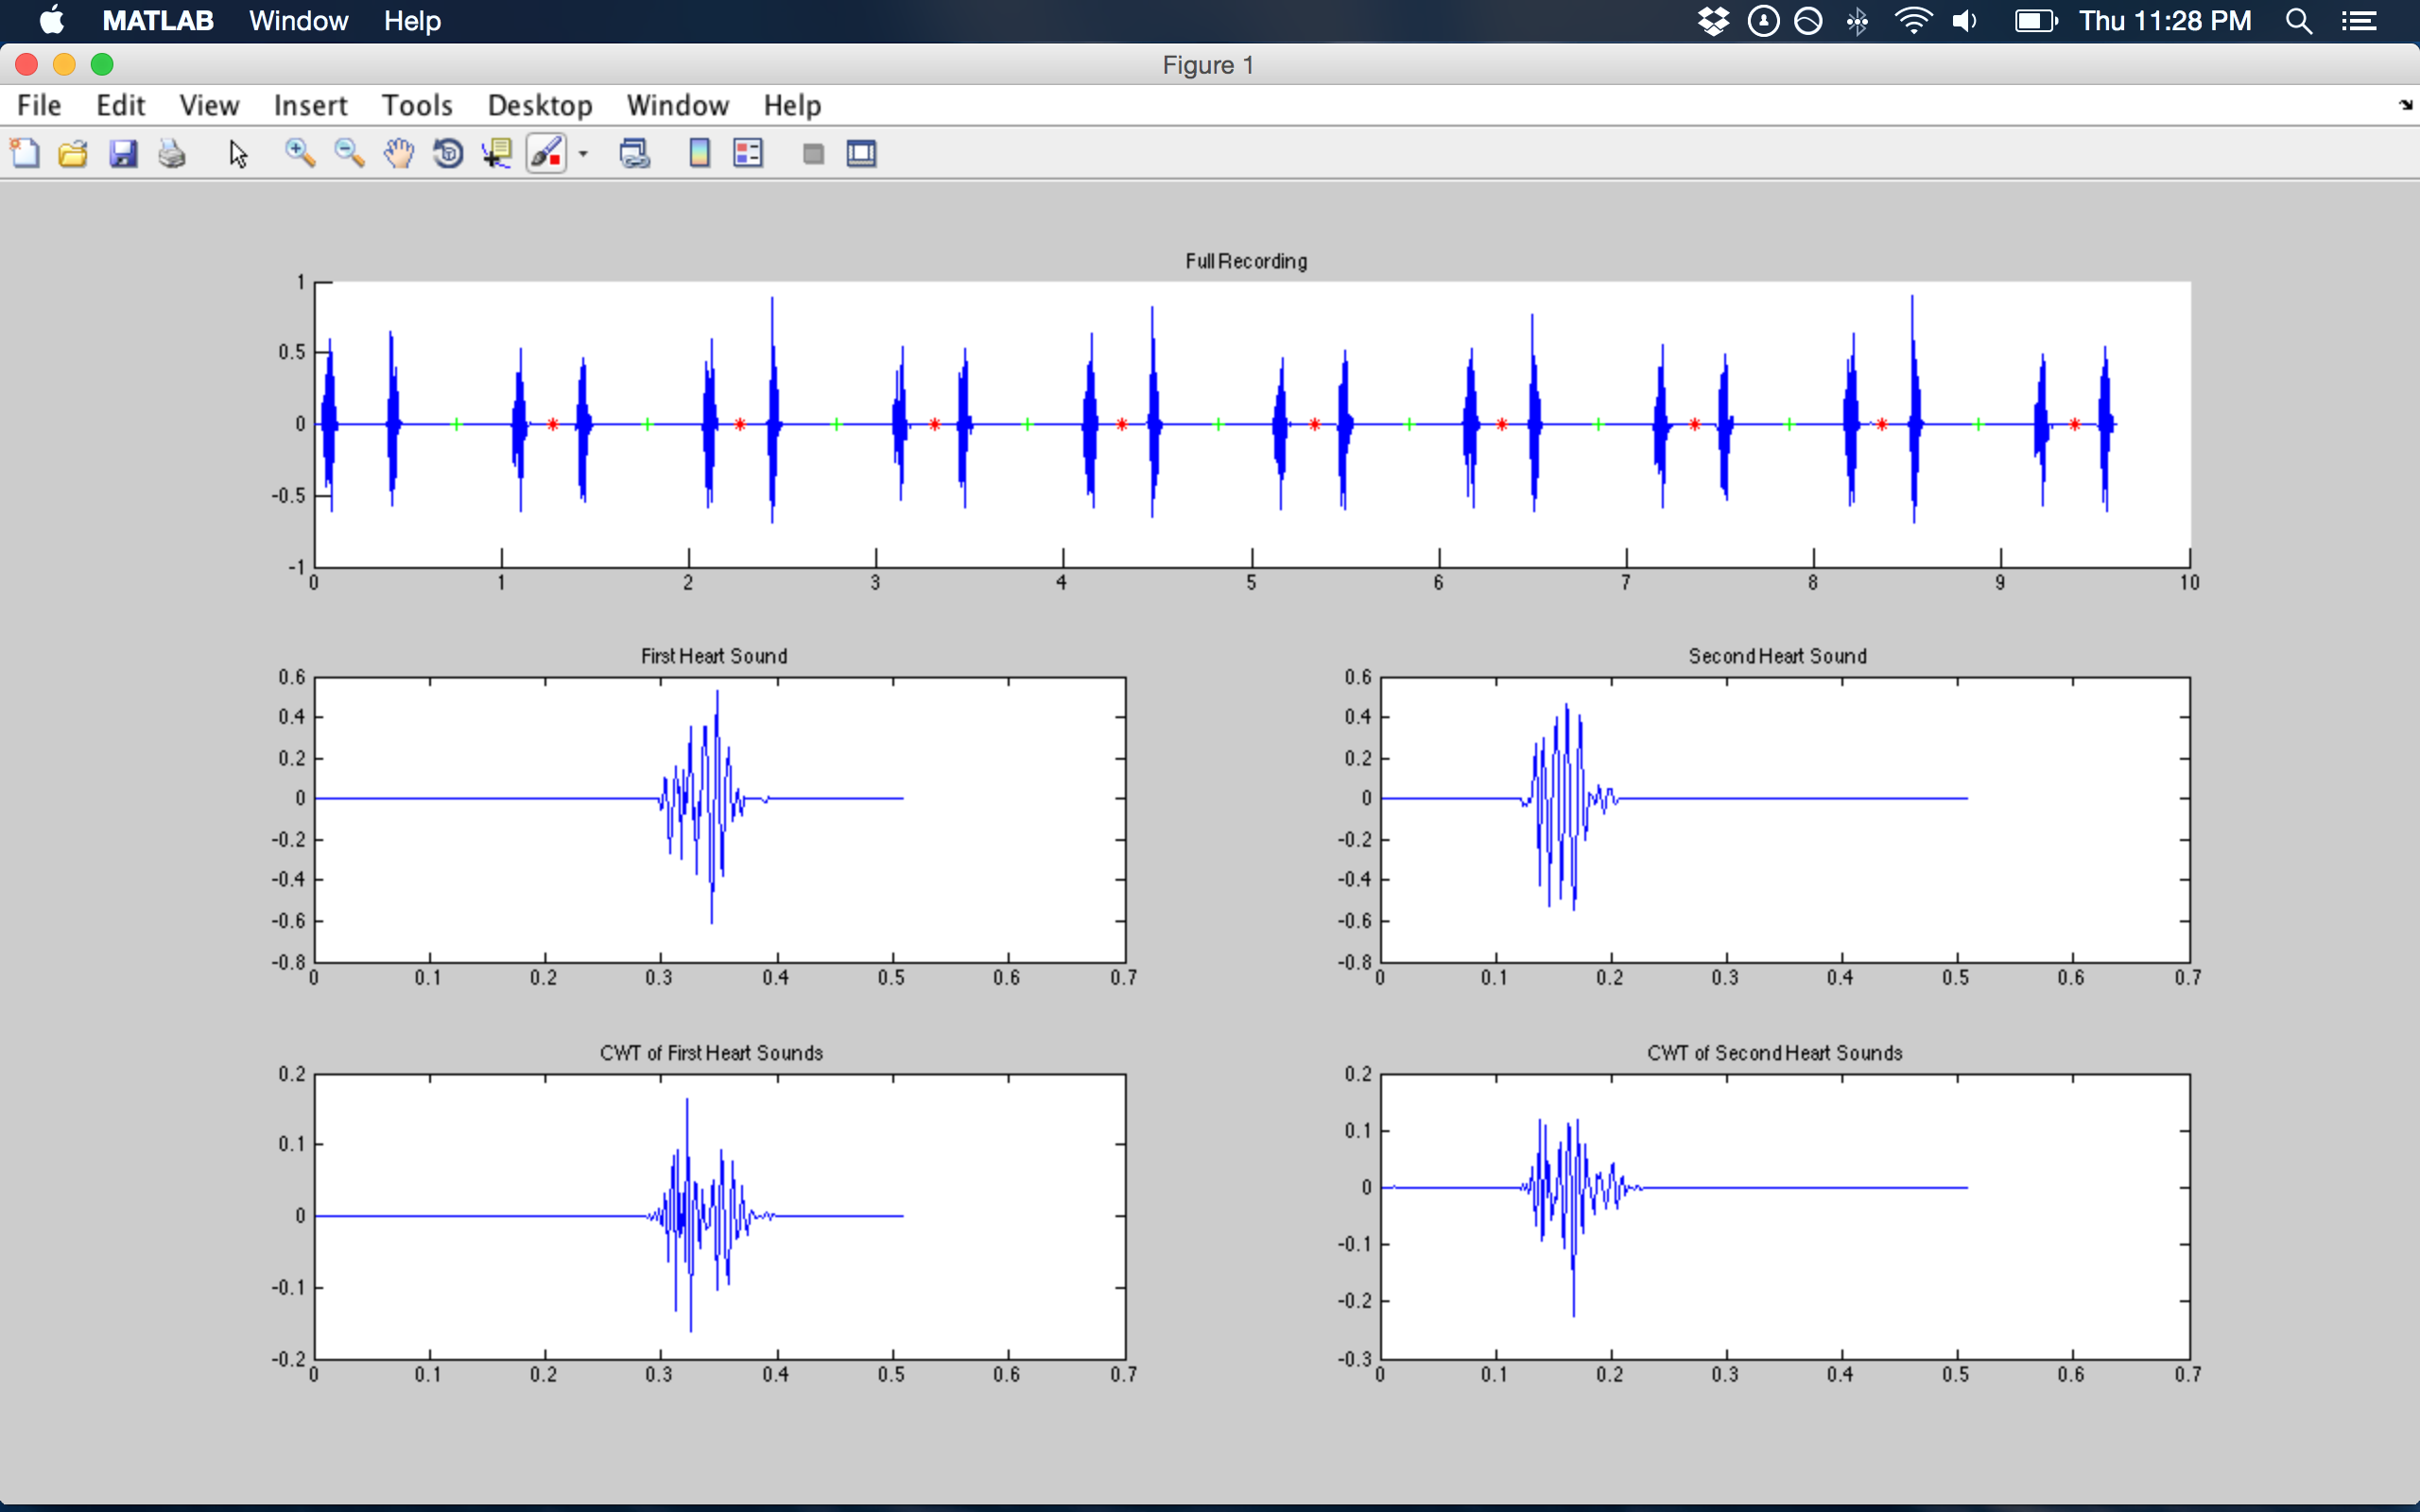 MATLAB Window Help Thu 11:28 PM
Figure 1
File Edit View Insert Tools Desktop Window Help
Full Recording
1
0.5
0
-0.5
-1
0 1 2 3 4 5 6 7 8 9 10
First Heart Sound
0.6
0.4
0.2
0
-0.2
-0.4
-0.6
-0.8
0 0.1 0.2 0.3 0.4 0.5 0.6 0.7
Second Heart Sound
0.6
0.4
0.2
0
-0.2
-0.4
-0.6
-0.8
0 0.1 0.2 0.3 0.4 0.5 0.6 0.7
CWT of First Heart Sounds
0.2
0.1
0
-0.1
-0.2
0 0.1 0.2 0.3 0.4 0.5 0.6 0.7
CWT of Second Heart Sounds
0.2
0.1
0
-0.1
-0.2
-0.3
0 0.1 0.2 0.3 0.4 0.5 0.6 0.7